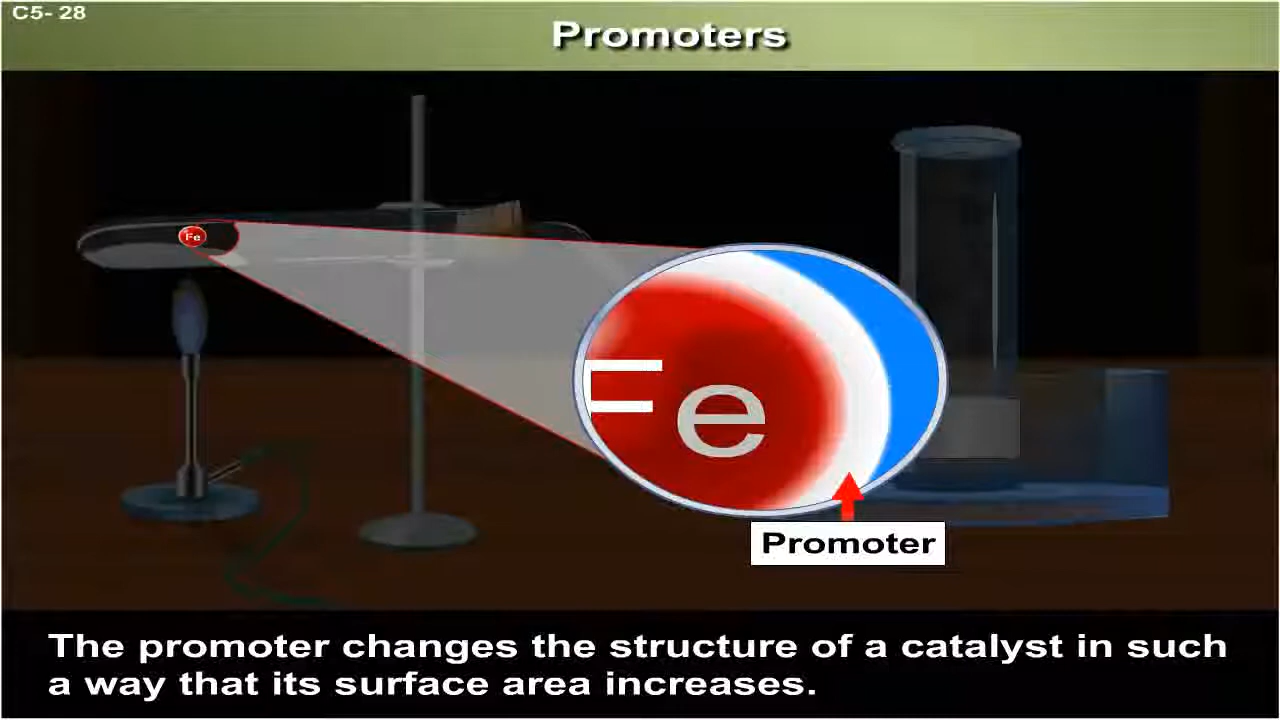 C5- 28
Promoters
Fe
Fe
Promoter
The promoter changes the structure of a catalyst in such
a way that its surface area increases.